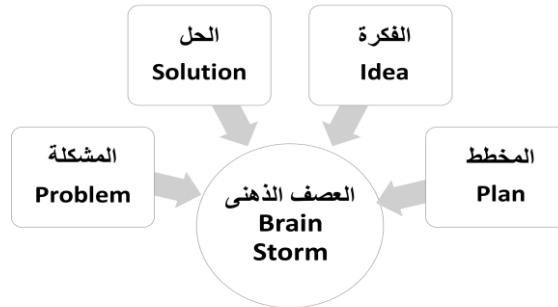 الحل
Solution
الفكرة
Idea
المشكلة
Problem
المخطط
Plan
العصف الذهنى
Brain
Storm